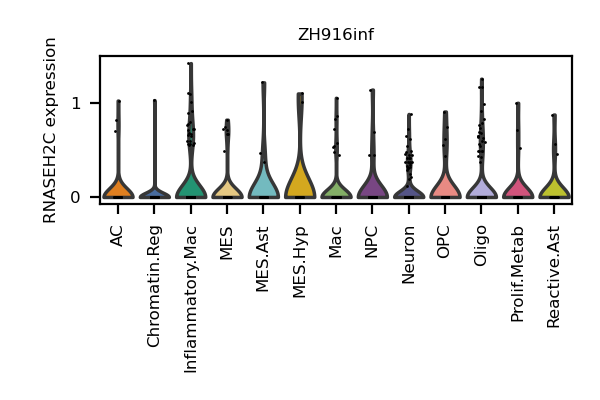 ZH916inf
RNASEH2C expression
1
0
AC
Chromatin.Reg
Inflammatory.Mac
MES
MES.Ast
MES.Hyp
Mac
NPC
Neuron
OPC
Oligo
Prolif.Metab
Reactive.Ast